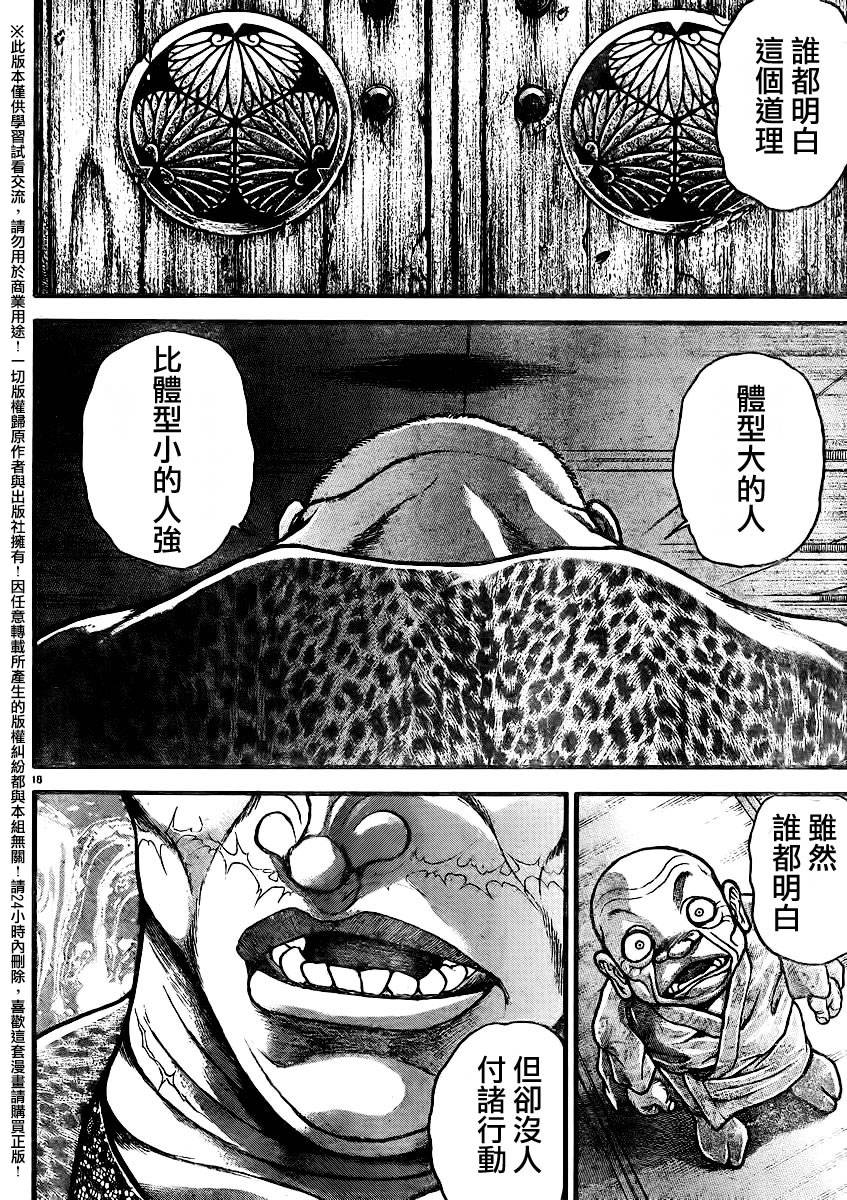 誰都明白
這個道理
體型大的人
比體型小的人強
雖然
誰都明白
但卻沒人
付諸行動
18
※此版本僅供學習試看交流，請勿用於商業用途！一切版權歸原作者與出版社擁有！因任意轉載所產生的版權糾紛都與本組無關！請24小時內刪除，喜歡這套漫畫請購買正版！